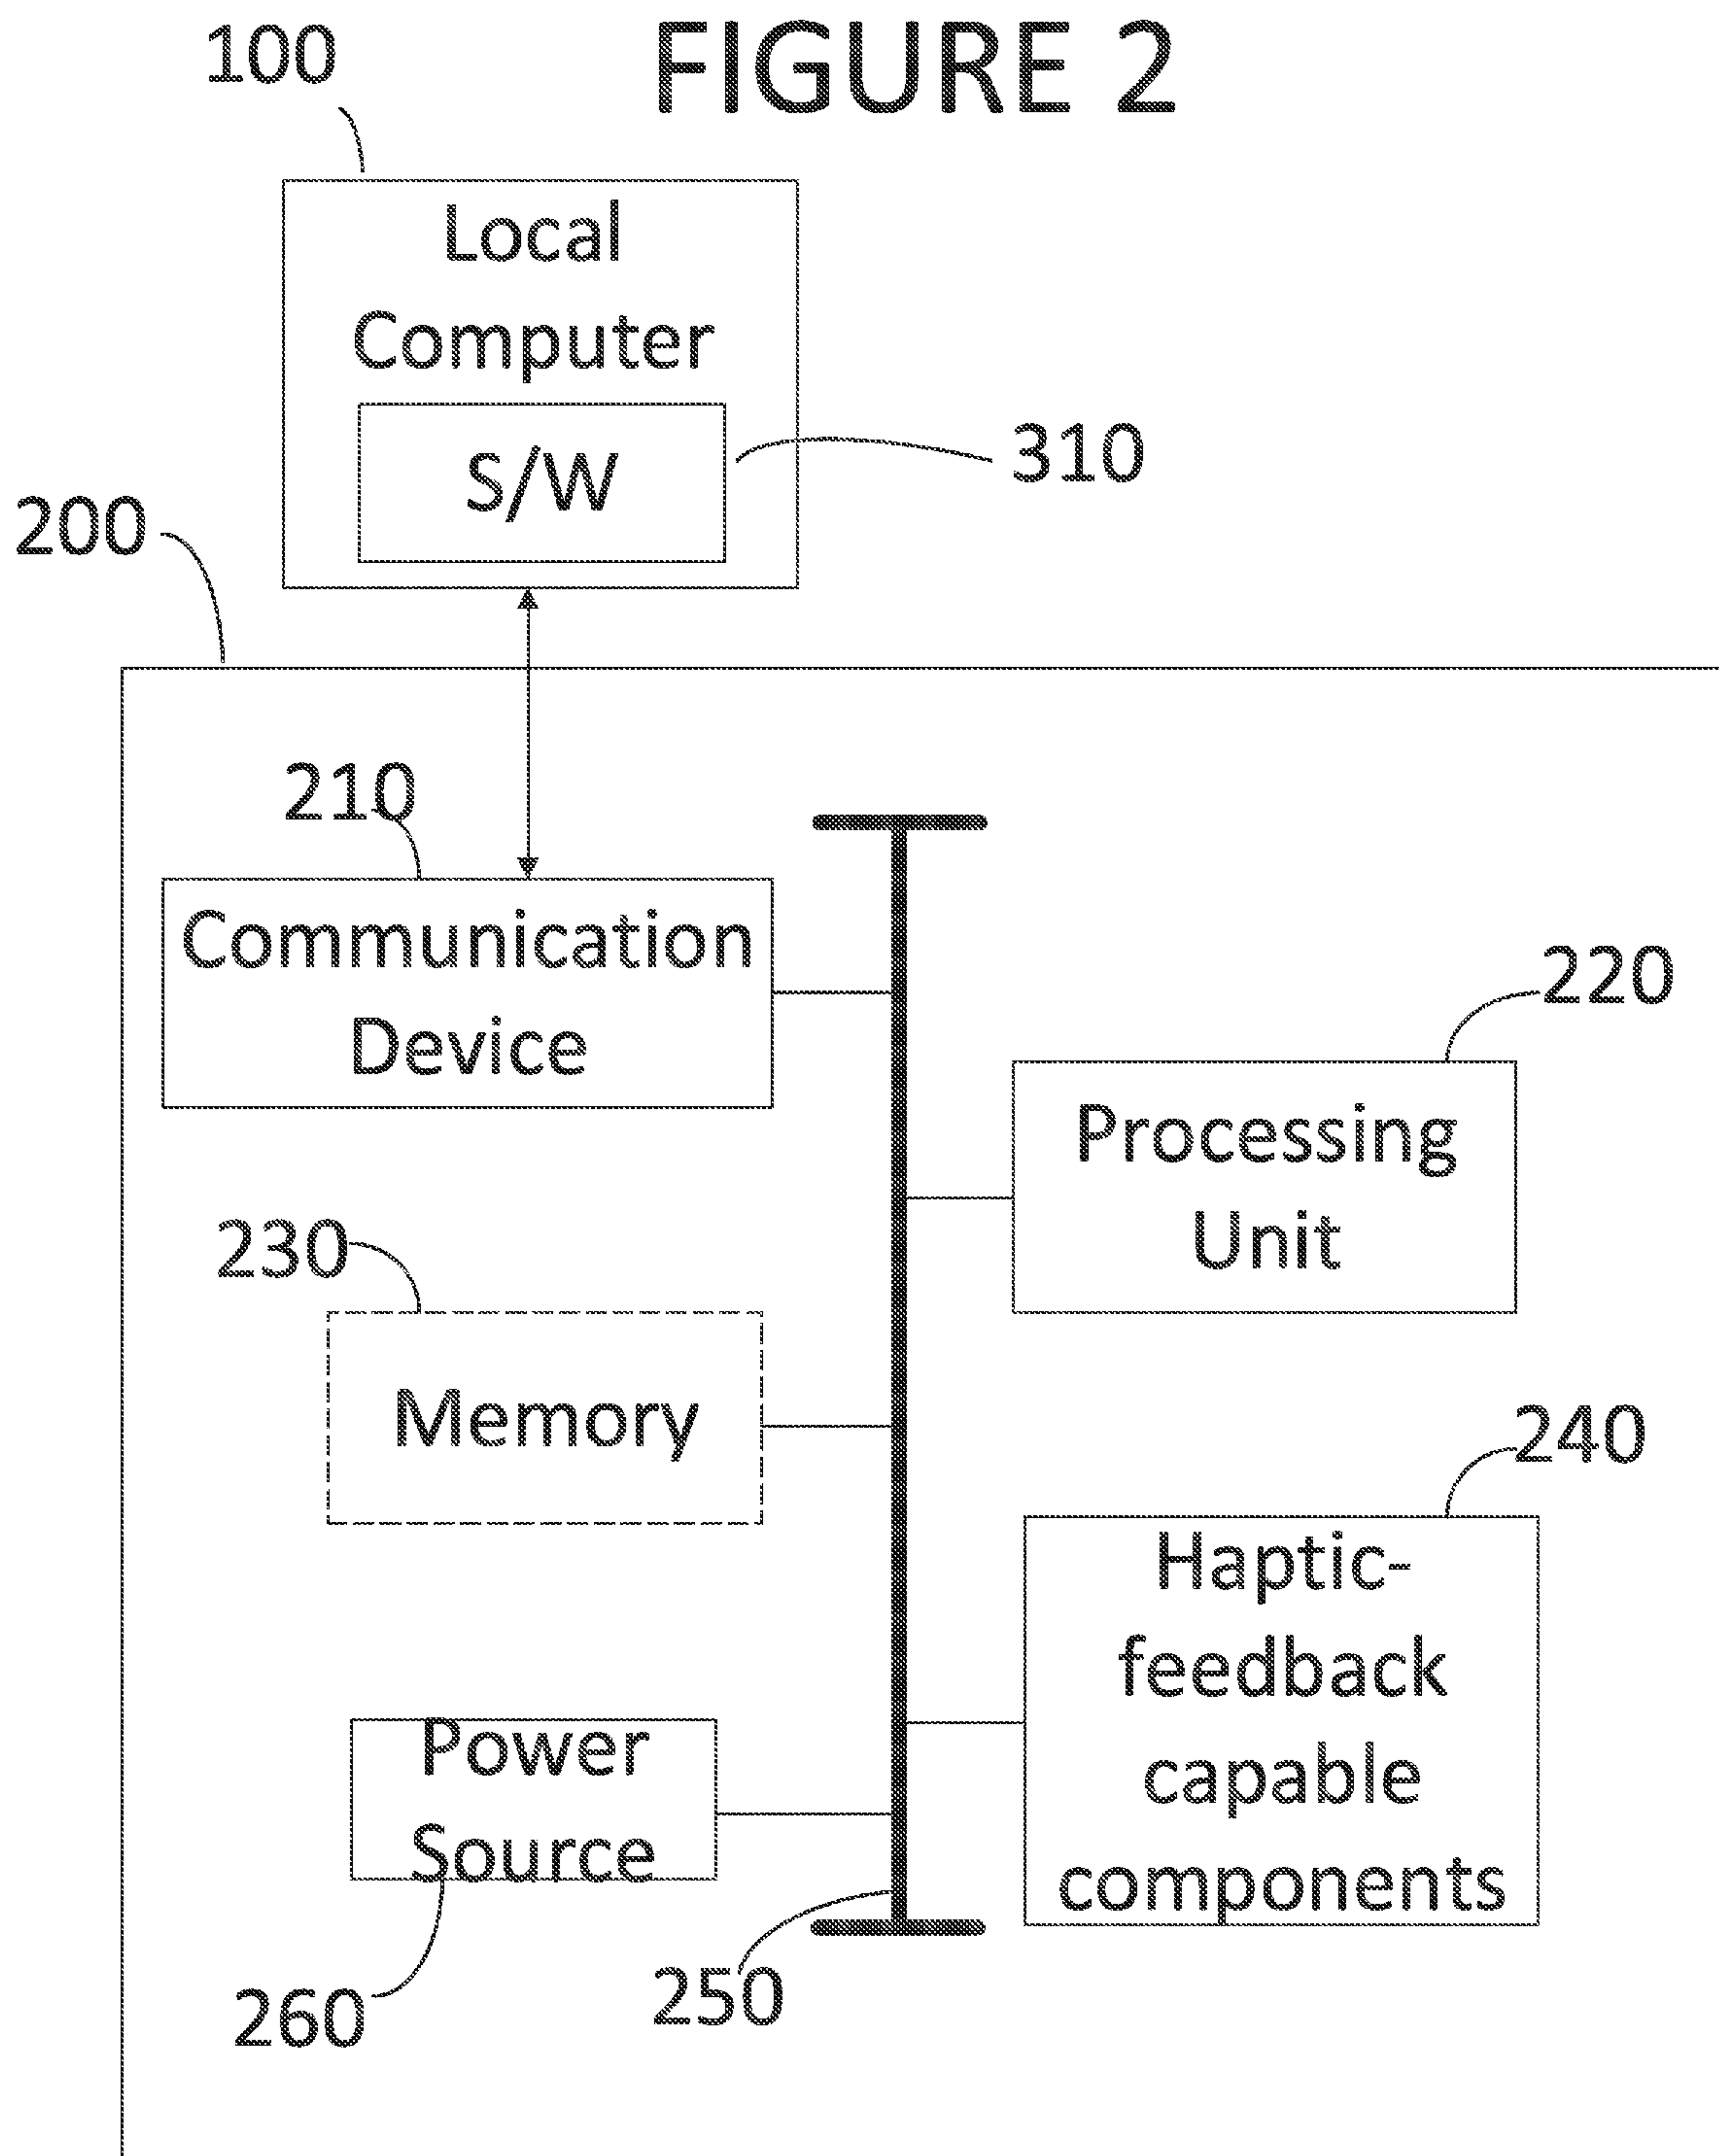 FIGURE 2
100
Local
Computer
S/W
310
200
210
Communication
Device
220
Processing
Unit
230
Memory
240
Haptic-
feedback
capable
components
Power
Source
250
260